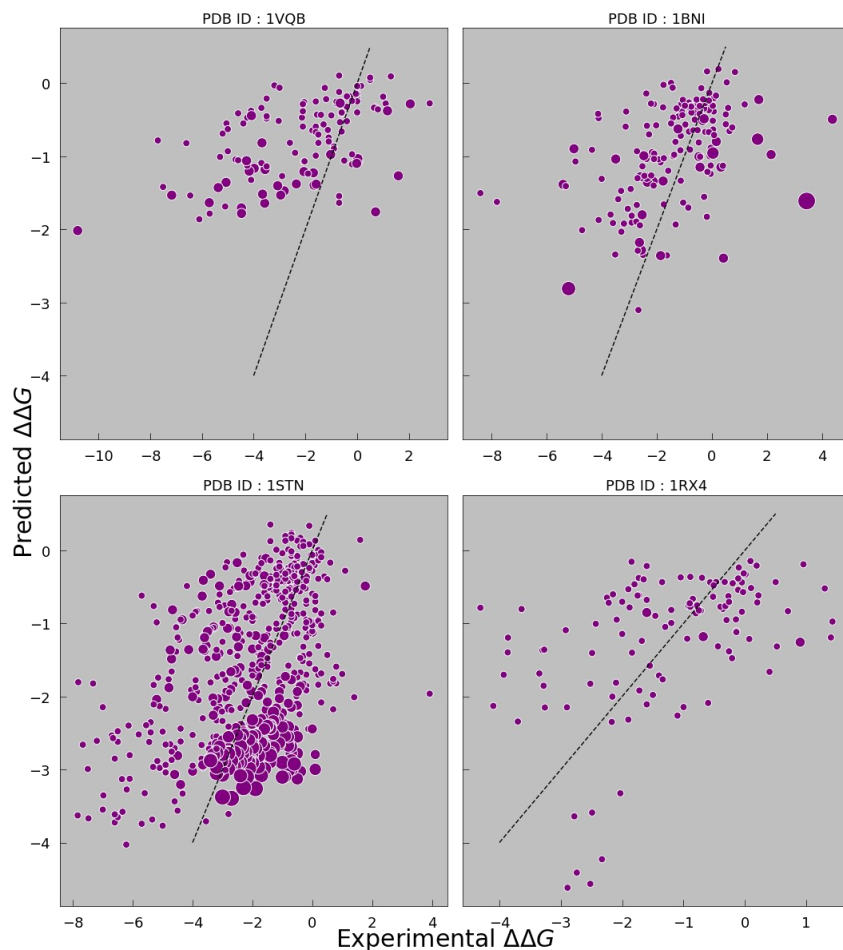 PDB ID : 1VQB
PDB ID : 1BNI
0
−1
−2
−3
−4
−10 −8 −6 −4 −2 0 2
−8 −6 −4 −2 0 2 4
Predicted ΔΔG
PDB ID : 1STN
PDB ID : 1RX4
0
−1
−2
−3
−4
−8 −6 −4 −2 0 2 4
−4 −3 −2 −1 0 1
Experimental ΔΔG